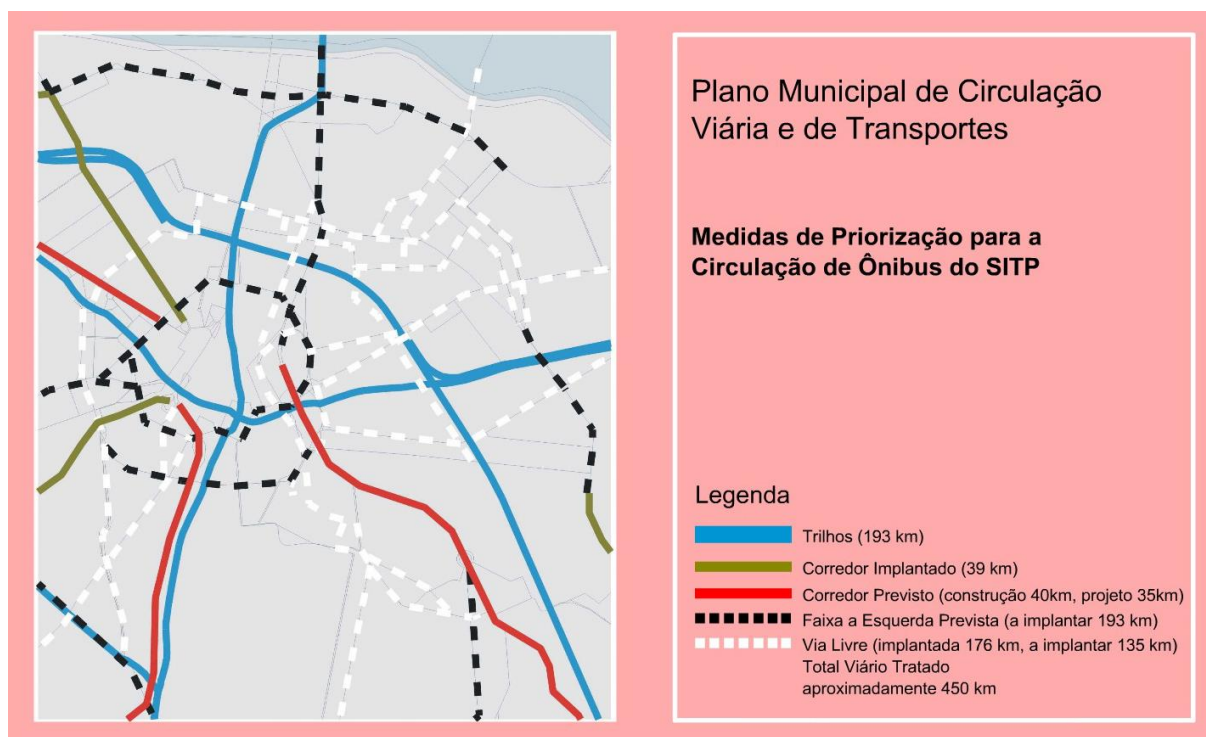 Plano Municipal de Circulação
Viária e de Transportes
Medidas de Priorização para a
Circulação de Ônibus do SITP
Legenda
Trilhos (193 km)
Corredor Implantado (39 km)
Corredor Previsto (construção 40km, projeto 35km)
Faixa a Esquerda Prevista (a implantar 193 km)
Via Livre (implantada 176 km, a implantar 135 km)
Total Viário Tratado
aproximadamente 450 km